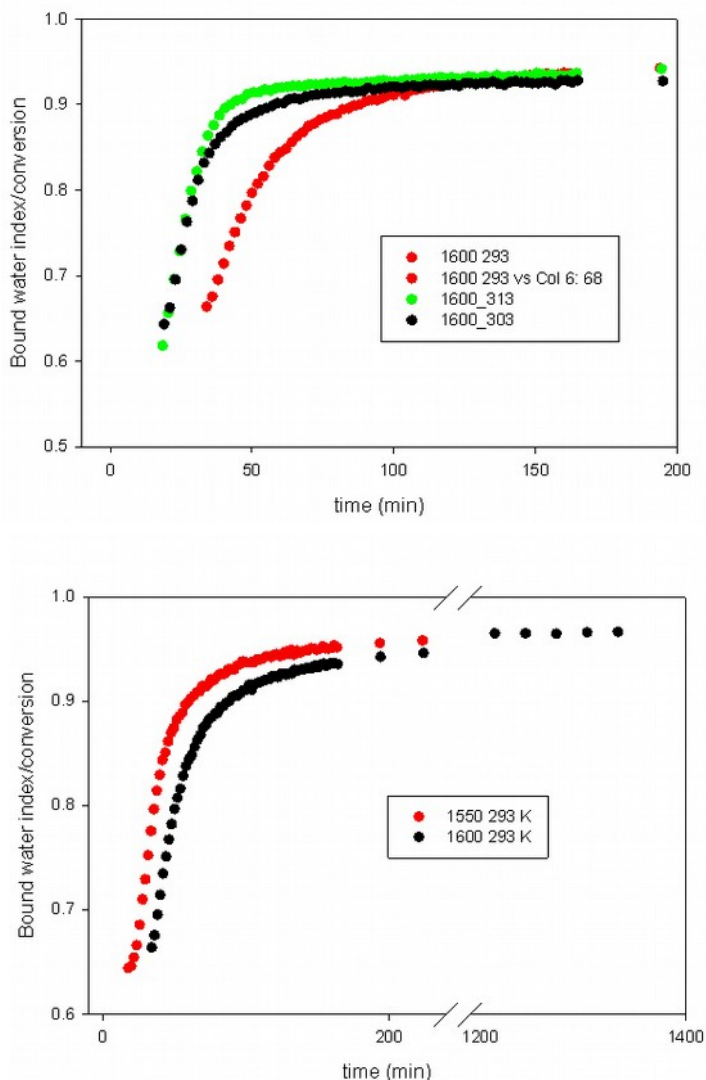 1.0
0.9
0.8
0.7
0.6
0.5
Bound water index/conversion
1600 293
1600 293 vs Col 6: 68
1600_313
1600_303
0 50 100 150 200
time (min)
1.0
0.9
0.8
0.7
0.6
Bound water index/conversion
1550 293 K
1600 293 K
0 200 1200 1400
time (min)